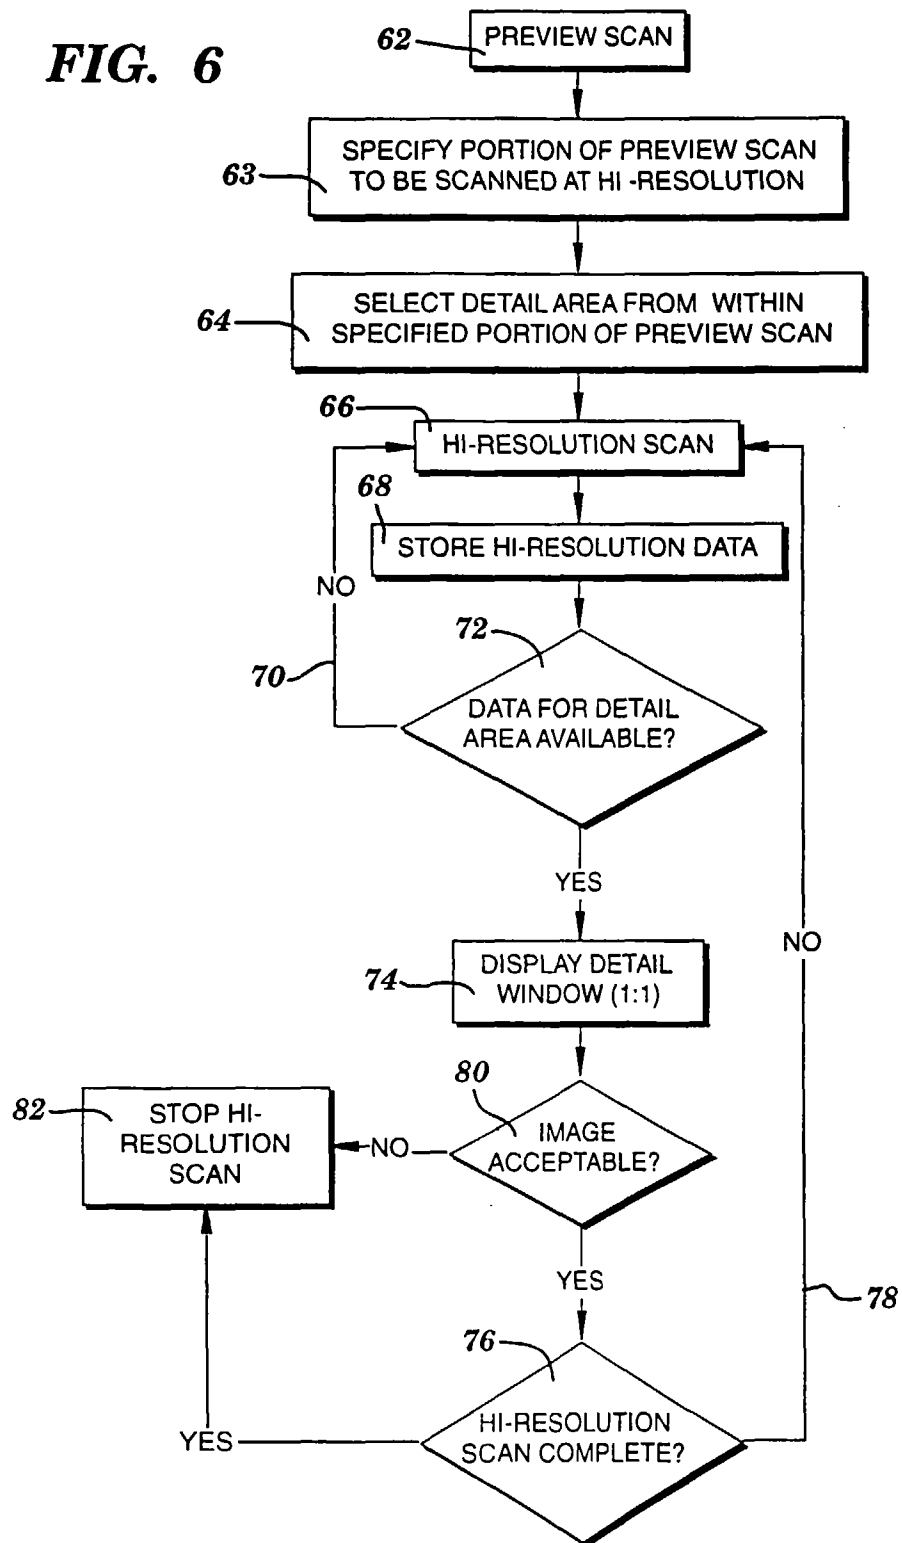 FIG. 6
62
PREVIEW SCAN
63
SPECIFY PORTION OF PREVIEW SCAN
TO BE SCANNED AT HI -RESOLUTION
64
SELECT DETAIL AREA FROM WITHIN
SPECIFIED PORTION OF PREVIEW SCAN
66
HI-RESOLUTION SCAN
68
STORE HI-RESOLUTION DATA
NO
70
72
DATA FOR DETAIL
AREA AVAILABLE?
YES
NO
74
DISPLAY DETAIL
WINDOW (1:1)
80
IMAGE
ACCEPTABLE?
NO
82
STOP HI-
RESOLUTION
SCAN
YES
78
76
HI-RESOLUTION
SCAN COMPLETE?
YES